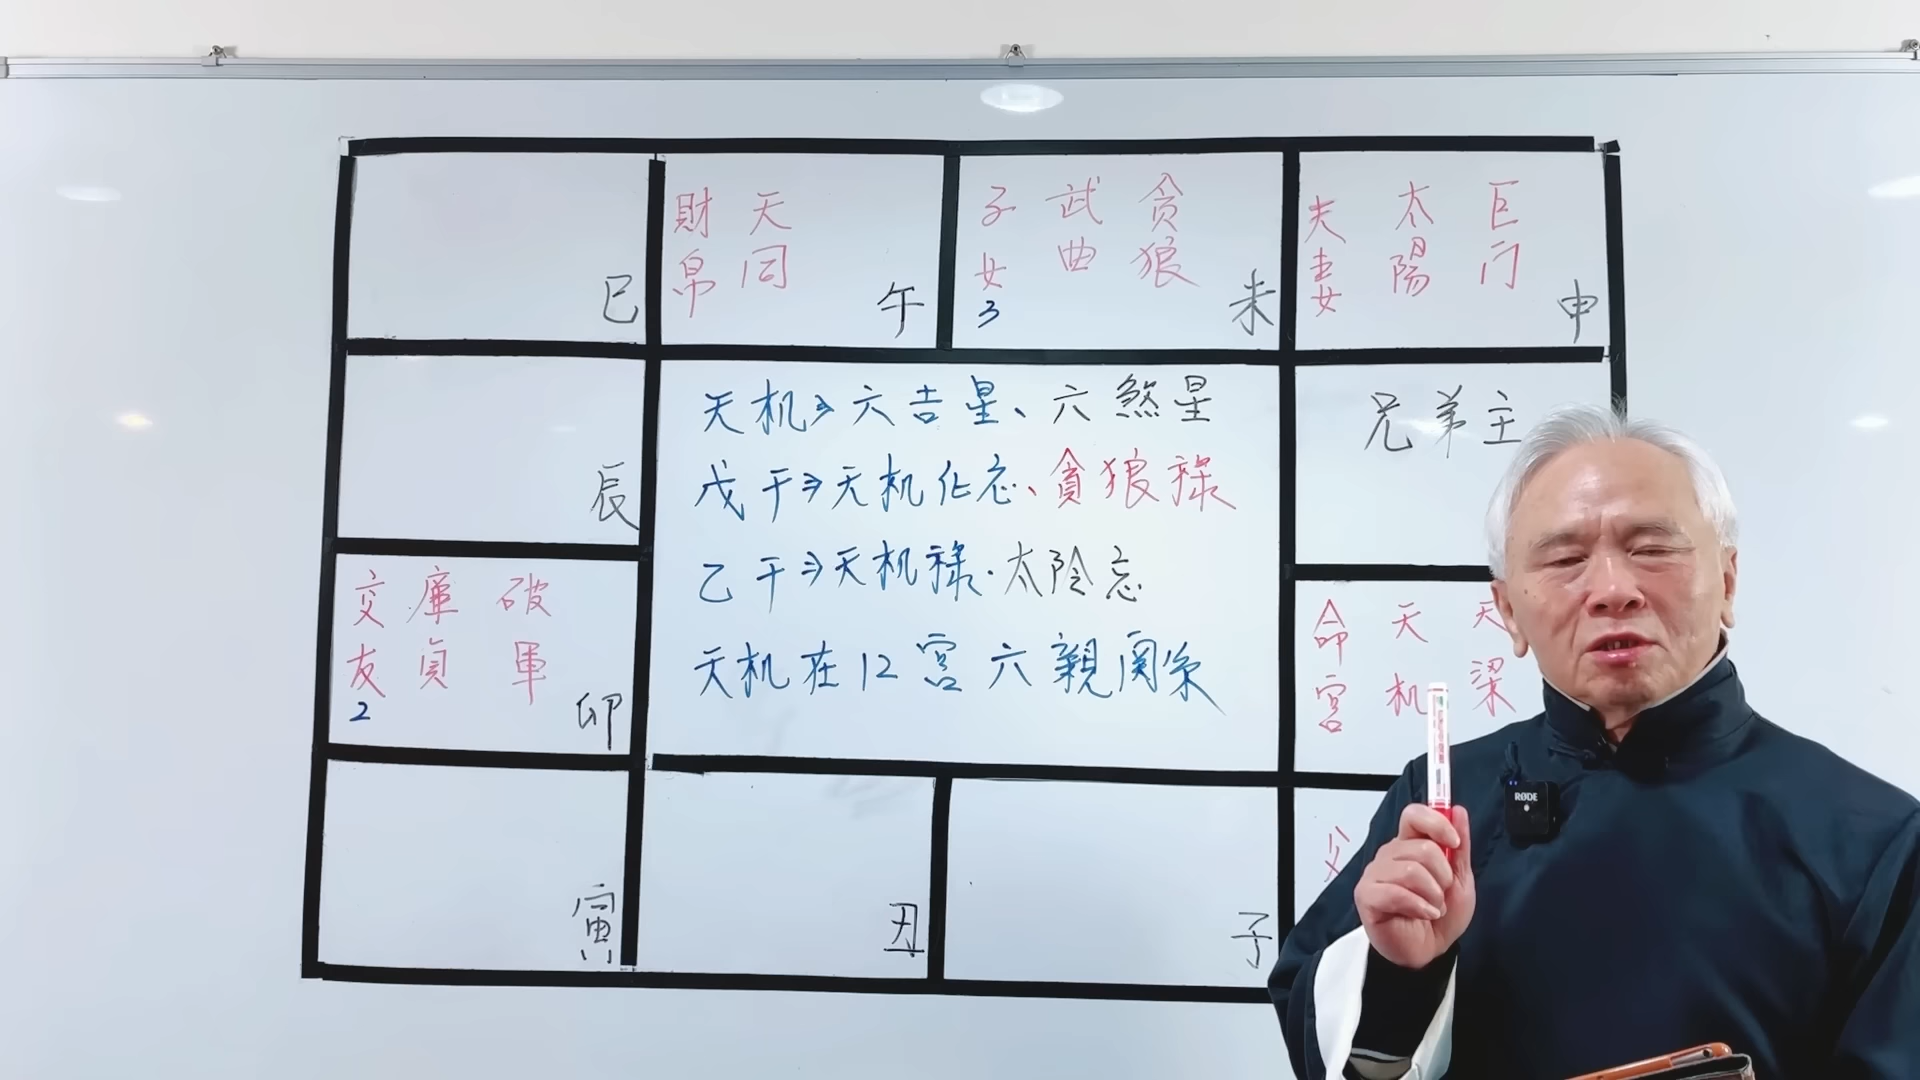 巳
財帛 天同 午
子女 武曲 貪狼 3 未
夫妻 太陽 巨门 申
辰
天机⇒六吉星、六煞星
戊干⇒天机化忌、貪狼祿
乙干⇒天机祿.太陰忌
天机在12宮六親関系
兄弟主
交友 廉貞 破軍 2 卯
命宮 天机 天梁
寅
丑
子
父
RØDE